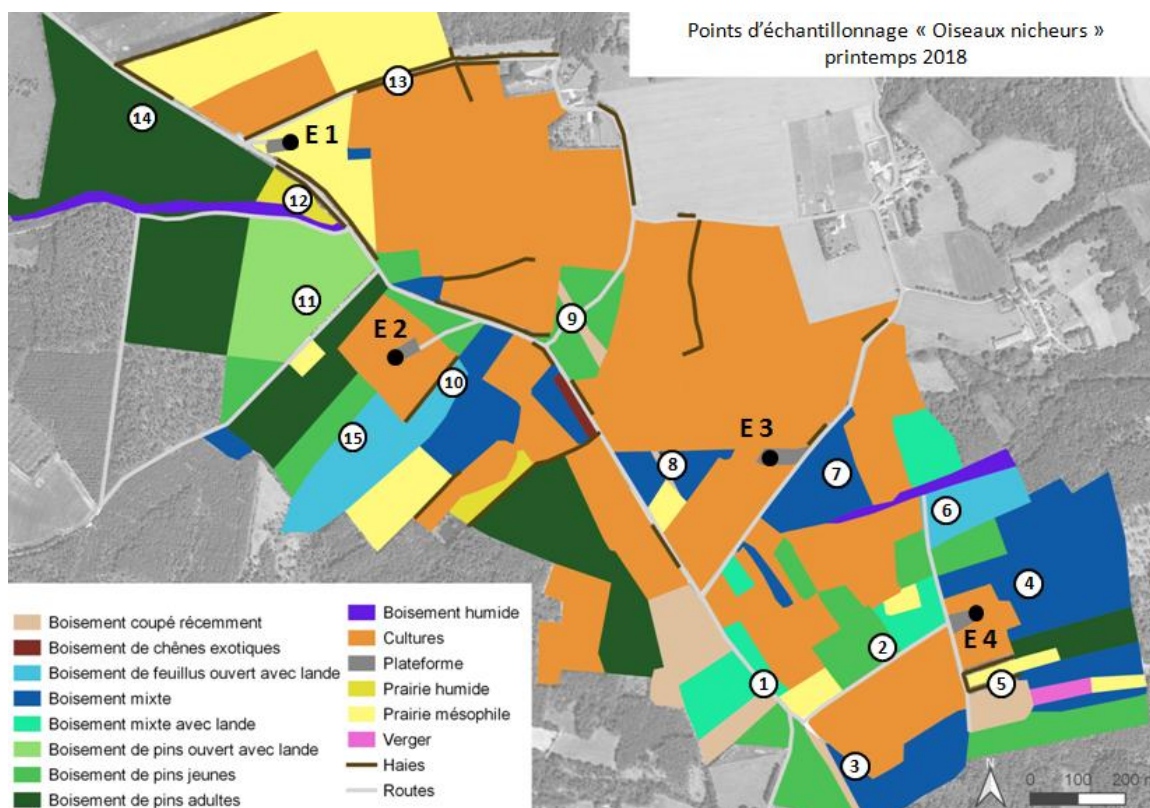 Points d'échantillonnage « Oiseaux nicheurs »
printemps 2018
13
14
E 1
12
11
9
E 2
10
15
E 3
8
7
6
4
E 4
2
5
1
3
Boisement coupé récemment
Boisement de chênes exotiques
Boisement de feuillus ouvert avec lande
Boisement mixte
Boisement mixte avec lande
Boisement de pins ouvert avec lande
Boisement de pins jeunes
Boisement de pins adultes
Boisement humide
Cultures
Plateforme
Prairie humide
Prairie mésophile
Verger
Haies
Routes
N
0 100 200 m